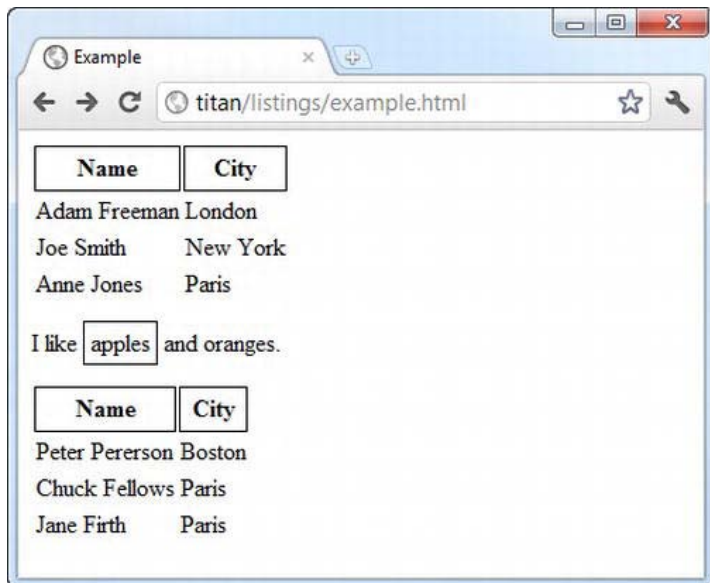 Example
titan/listings/example.html
Name City
Adam Freeman London
Joe Smith New York
Anne Jones Paris
I like apples and oranges.
Name City
Peter Pererson Boston
Chuck Fellows Paris
Jane Firth Paris